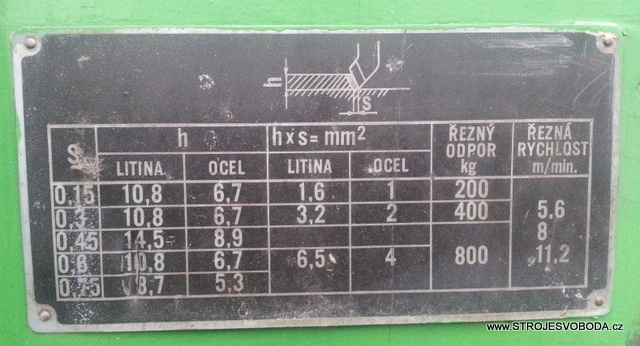 h
S
S h h x s = mm² ŘEZNÝ ODPOR kg ŘEZNÁ RYCHLOST m/min.
LITINA OCEL LITINA OCEL
0,15 10,8 6,7 1,6 1 200
0,3 10,8 6,7 3,2 2 400 5.6
0,45 14,5 8,9 8
0,6 10,8 6,7 6,5 4 800 11,2
0,75 8,7 5,3
www.STROJESVOBODA.cz